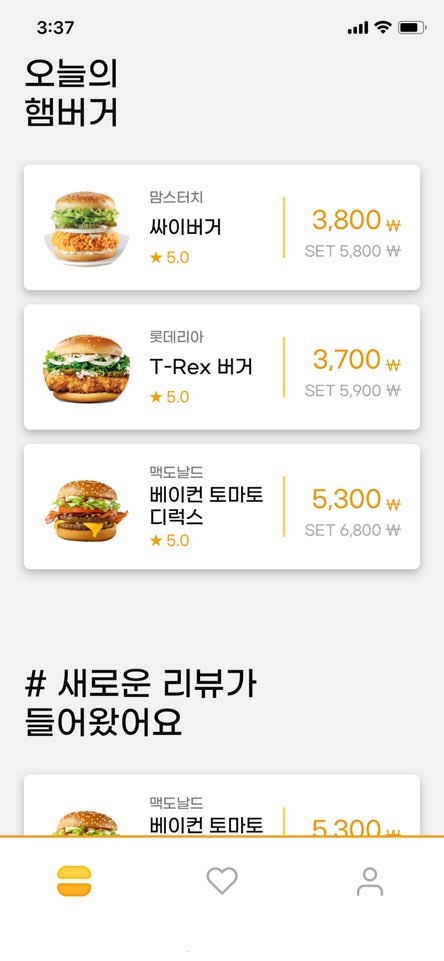 3:37
오늘의
햄버거
맘스터치
싸이버거
★ 5.0
3,800 ₩
SET 5,800 ₩
롯데리아
T-Rex 버거
★ 5.0
3,700 ₩
SET 5,900 ₩
맥도날드
베이컨 토마토
디럭스
★ 5.0
5,300 ₩
SET 6,800 ₩
# 새로운 리뷰가
들어왔어요
맥도날드
베이컨 토마토
5,300 ₩